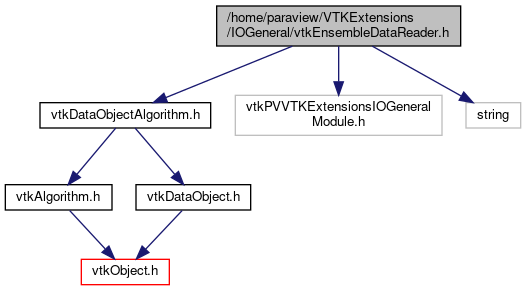 /home/paraview/VTKExtensions
/IOGeneral/vtkEnsembleDataReader.h
vtkDataObjectAlgorithm.h
vtkPVVTKExtensionsIOGeneral
Module.h
string
vtkAlgorithm.h
vtkDataObject.h
vtkObject.h